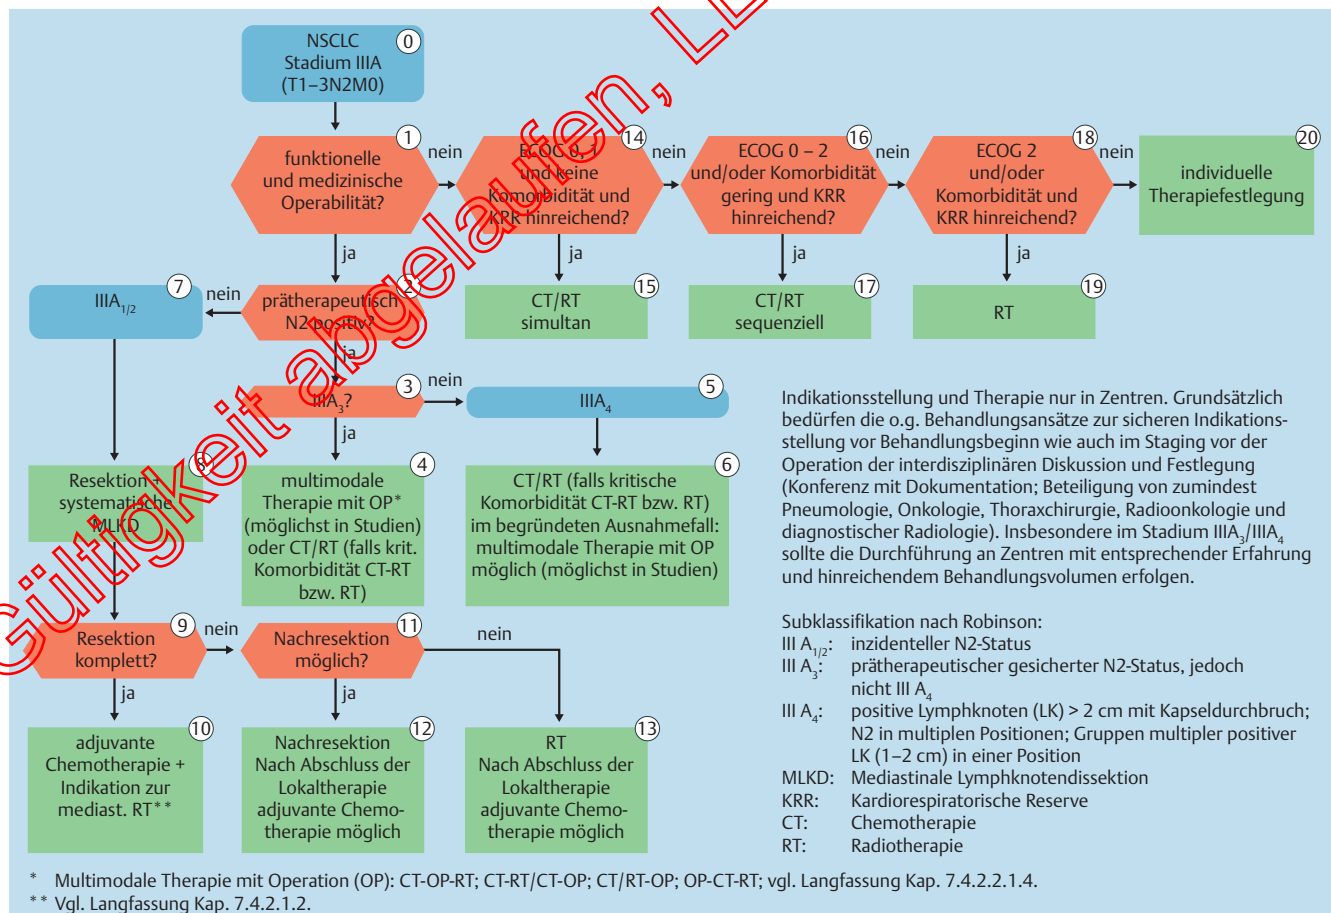 NSCLC
Stadium IIIA
(T1–3N2M0)
0
funktionelle
und medizinische
Operabilität?
1
nein
ECOG 0, 1
und keine
Komorbidität und
KRR hinreichend?
14
nein
ECOG 0 – 2
und/oder Komorbidität
gering und KRR
hinreichend?
16
nein
ECOG 2
und/oder
Komorbidität und
KRR hinreichend?
18
nein
individuelle
Therapiefestlegung
20
ja
ja
ja
ja
IIIA1/2
7
nein
prätherapeutisch
N2 positiv?
2
CT/RT
simultan
15
CT/RT
sequenziell
17
RT
19
ja
IIIA3?
3
nein
IIIA4
5
ja
Resektion +
systematische
MLKD
8
multimodale
Therapie mit OP*
(möglichst in Studien)
oder CT/RT (falls krit.
Komorbidität CT-RT
bzw. RT)
4
CT/RT (falls kritische
Komorbidität CT-RT bzw. RT)
im begründeten Ausnahmefall:
multimodale Therapie mit OP
möglich (möglichst in Studien)
6
Indikationsstellung und Therapie nur in Zentren. Grundsätzlich
bedürfen die o.g. Behandlungsansätze zur sicheren Indikations-
stellung vor Behandlungsbeginn wie auch im Staging vor der
Operation der interdisziplinären Diskussion und Festlegung
(Konferenz mit Dokumentation; Beteiligung von zumindest
Pneumologie, Onkologie, Thoraxchirurgie, Radioonkologie und
diagnostischer Radiologie). Insbesondere im Stadium IIIA3/IIIA4
sollte die Durchführung an Zentren mit entsprechender Erfahrung
und hinreichendem Behandlungsvolumen erfolgen.
Resektion
komplett?
9
nein
Nachresektion
möglich?
11
nein
ja
ja
adjuvante
Chemotherapie +
Indikation zur
mediast. RT**
10
Nachresektion
Nach Abschluss der
Lokaltherapie
adjuvante Chemo-
therapie möglich
12
RT
Nach Abschluss der
Lokaltherapie
adjuvante Chemo-
therapie möglich
13
Subklassifikation nach Robinson:
III A1/2: inzidenteller N2-Status
III A3: prätherapeutischer gesicherter N2-Status, jedoch
nicht III A4
III A4: positive Lymphknoten (LK) > 2 cm mit Kapseldurchbruch;
N2 in multiplen Positionen; Gruppen multipler positiver
LK (1–2 cm) in einer Position
MLKD: Mediastinale Lymphknotendissektion
KRR: Kardiorespiratorische Reserve
CT: Chemotherapie
RT: Radiotherapie
* Multimodale Therapie mit Operation (OP): CT-OP-RT; CT-RT/CT-OP; CT/RT-OP; OP-CT-RT; vgl. Langfassung Kap. 7.4.2.2.1.4.
** Vgl. Langfassung Kap. 7.4.2.1.2.
Gültigkeit abgelaufen,